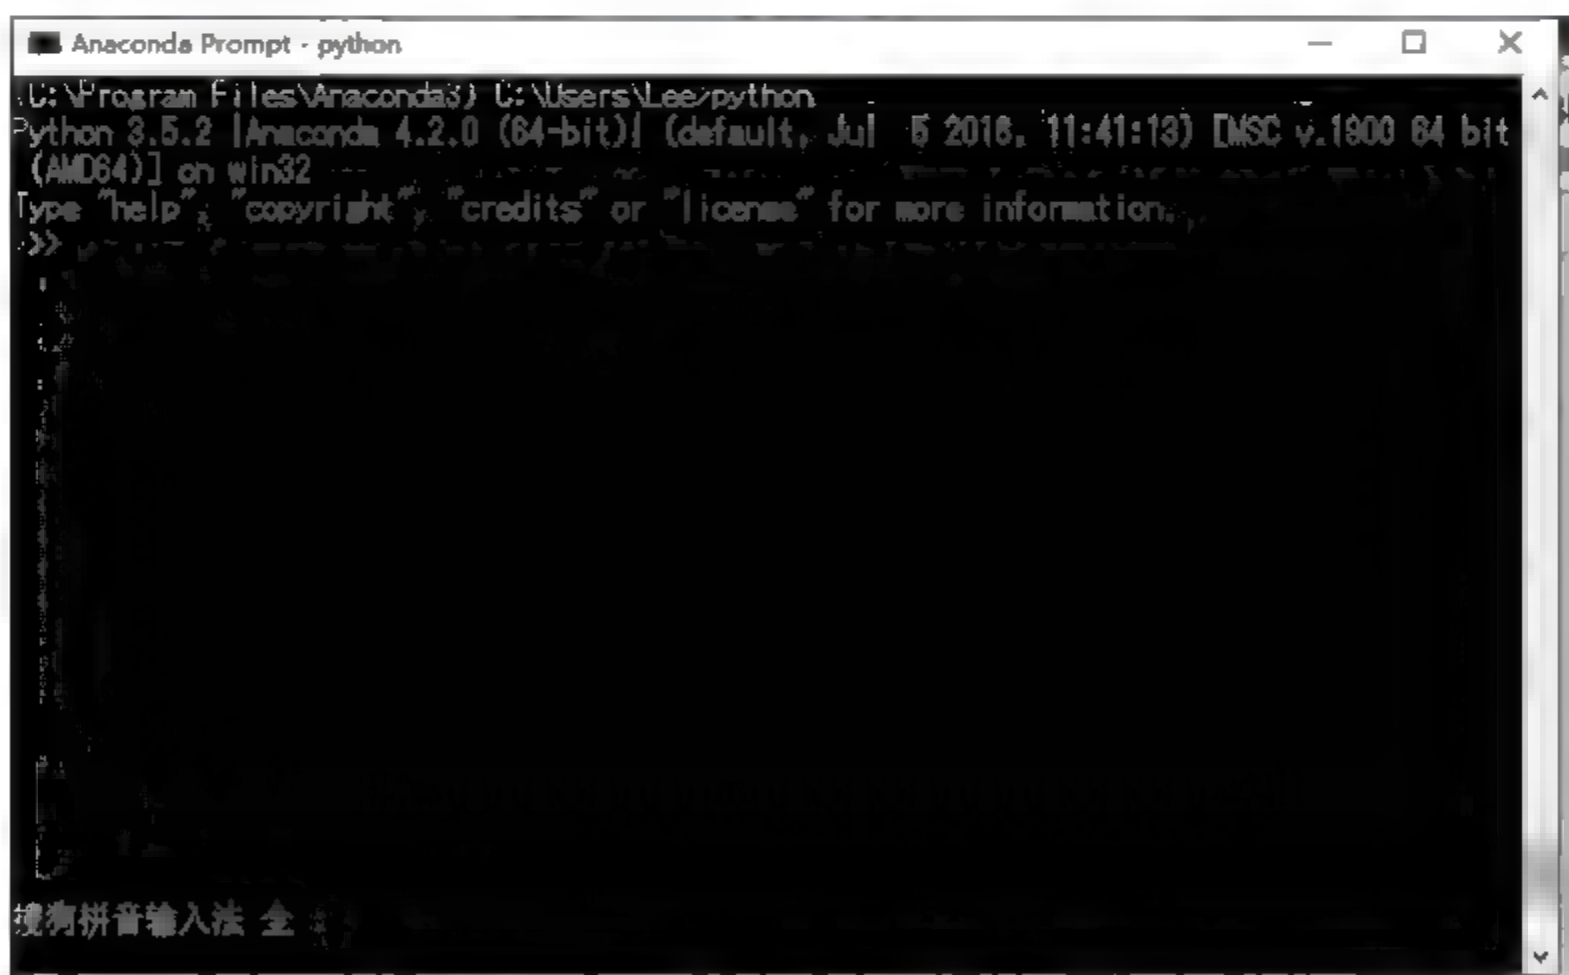 Anaconda Prompt - python
(C:\Program Files\Anaconda3) C:\Users\Lee>python
Python 3.5.2 |Anaconda 4.2.0 (64-bit)| (default, Jul  5 2016, 11:41:13) [MSC v.1900 64 bit
(AMD64)] on win32
Type "help", "copyright", "credits" or "license" for more information.
>>>
搜狗拼音输入法 全 :